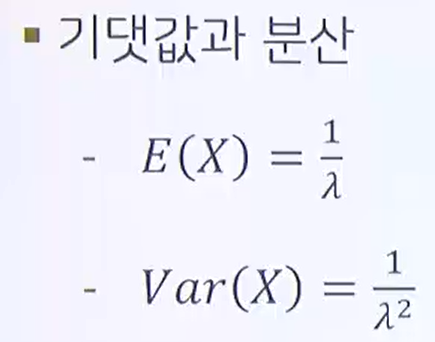 ▪ 기댓값과 분산
- E(X) = 1/λ
- Var(X) = 1/λ²